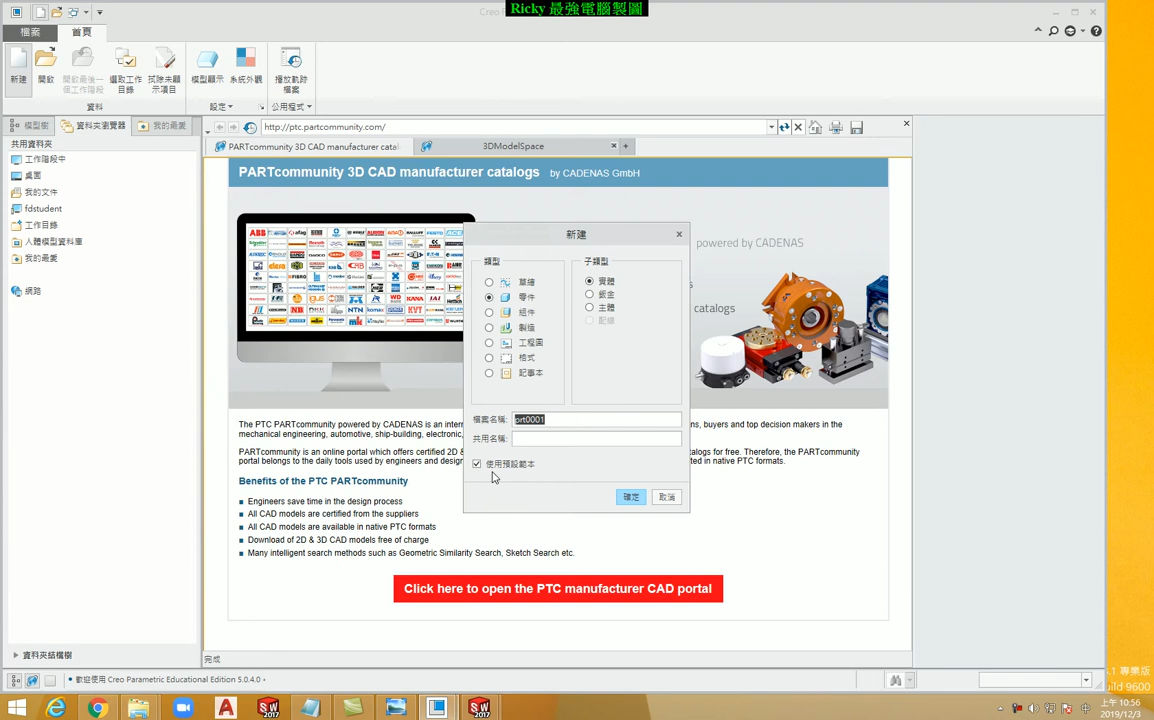 Ricky 最強電腦製圖
檔案
首頁
新建
開啟
開啟最後一個工作階段
選取工作目錄
拭除未顯示項目
模型顯示
系統外觀
播放軌跡檔案
資料
設定
公用程式
模型樹
資料夾瀏覽器
我的最愛
共用資料夾
工作階段中
桌面
我的文件
fdstudent
工作目錄
人體模型資料庫
我的最愛
網路
資料夾結構樹
http://ptc.partcommunity.com/
PARTcommunity 3D CAD manufacturer catal
3DModelSpace
PARTcommunity 3D CAD manufacturer catalogs by CADENAS GmbH
powered by CADENAS
catalogs
新建
類型
草繪
零件
組件
製造
工程圖
格式
記事本
子類型
實體
鈑金
主體
配線
檔案名稱:
prt0001
共用名稱:
使用預設範本
確定
取消
The PTC PARTcommunity powered by CADENAS is an intern
ns, buyers and top decision makers in the
mechanical engineering, automotive, ship-building, electronic,
PARTcommunity is an online portal which offers certified 2D &
talogs for free. Therefore, the PARTcommunity
portal belongs to the daily tools used by engineers and design
ted in native PTC formats.
Benefits of the PTC PARTcommunity
Engineers save time in the design process
All CAD models are certified from the suppliers
All CAD models are available in native PTC formats
Download of 2D & 3D CAD models free of charge
Many intelligent search methods such as Geometric Similarity Search, Sketch Search etc.
Click here to open the PTC manufacturer CAD portal
完成
• 歡迎使用 Creo Parametric Educational Edition 5.0.4.0。
.1 專業版
uild 9600
上午 10:56
2019/12/3